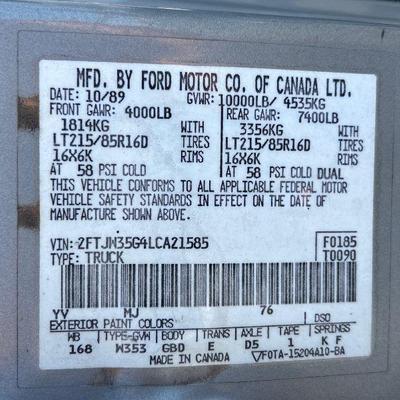 MFD. BY FORD MOTOR CO. OF CANADA LTD.
DATE: 10/89 GVWR: 10000LB/ 4535KG
FRONT GAWR: 4000LB REAR GAWR: 7400LB
1814KG WITH 3356KG WITH
LT215/85R16D TIRES LT215/85R16D TIRES
16X6K RIMS 16X6K RIMS
AT 58 PSI COLD AT 58 PSI COLD DUAL
THIS VEHICLE CONFORMS TO ALL APPLICABLE FEDERAL MOTOR
VEHICLE SAFETY STANDARDS IN EFFECT ON THE DATE OF
MANUFACTURE SHOWN ABOVE.
VIN: 2FTJW35G4LCA21585 F0185
TYPE: TRUCK T0090
YV MJ 76
EXTERIOR PAINT COLORS DSO
WB TYPE-GVW BODY TRANS AXLE TAPE SPRINGS
168 W353 GBD E D5 1 K F
MADE IN CANADA F0TA-15204A10-BA